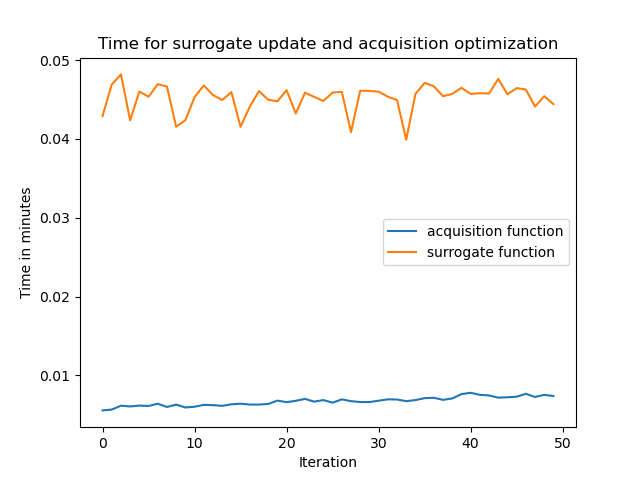 Time for surrogate update and acquisition optimization
0.05
0.04
0.03
0.02
0.01
Time in minutes
acquisition function
surrogate function
0 10 20 30 40 50
Iteration